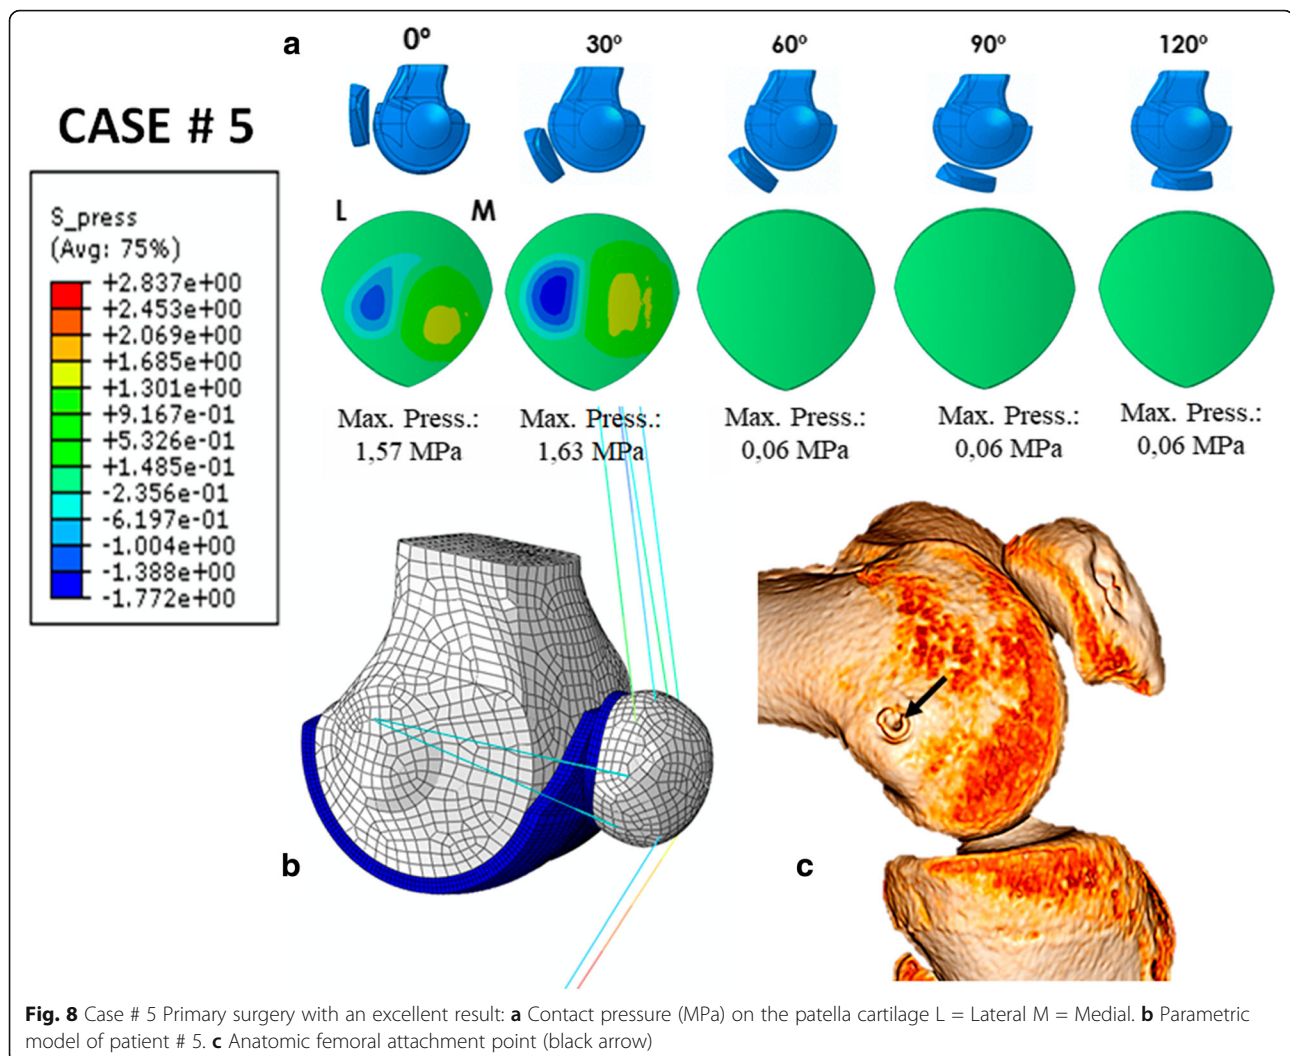 a
0º
30º
60º
90º
120º
CASE # 5
S_press
(Avg: 75%)
+2.837e+00
+2.453e+00
+2.069e+00
+1.685e+00
+1.301e+00
+9.167e-01
+5.326e-01
+1.485e-01
-2.356e-01
-6.197e-01
-1.004e+00
-1.388e+00
-1.772e+00
L
M
Max. Press.:
1,57 MPa
Max. Press.:
1,63 MPa
Max. Press.:
0,06 MPa
Max. Press.:
0,06 MPa
Max. Press.:
0,06 MPa
b
c
Fig. 8 Case # 5 Primary surgery with an excellent result: a Contact pressure (MPa) on the patella cartilage L = Lateral M = Medial. b Parametric
model of patient # 5. c Anatomic femoral attachment point (black arrow)